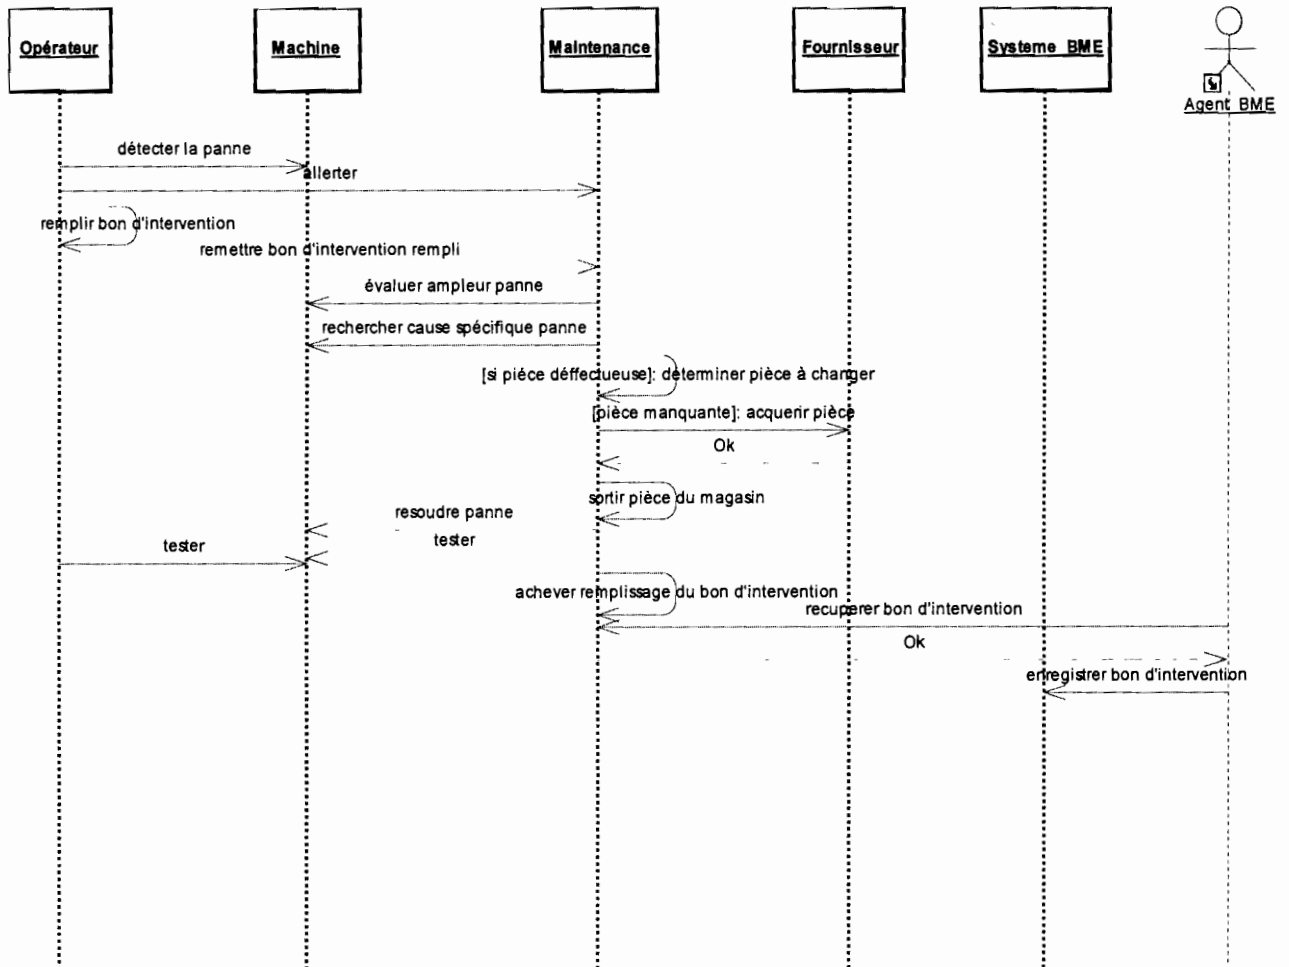 Opérateur
Machine
Maintenance
Fournisseur
Systeme BME
Agent BME
détecter la panne
allerter
remplir bon d'intervention
remettre bon d'intervention rempli
évaluer ampleur panne
rechercher cause spécifique panne
[si piéce déffectueuse]: déterminer pièce à changer
[pièce manquante]: acquerir pièce
Ok
sortir pièce du magasin
resoudre panne
tester
tester
achever remplissage du bon d'intervention
recuperer bon d'intervention
Ok
enregistrer bon d'intervention